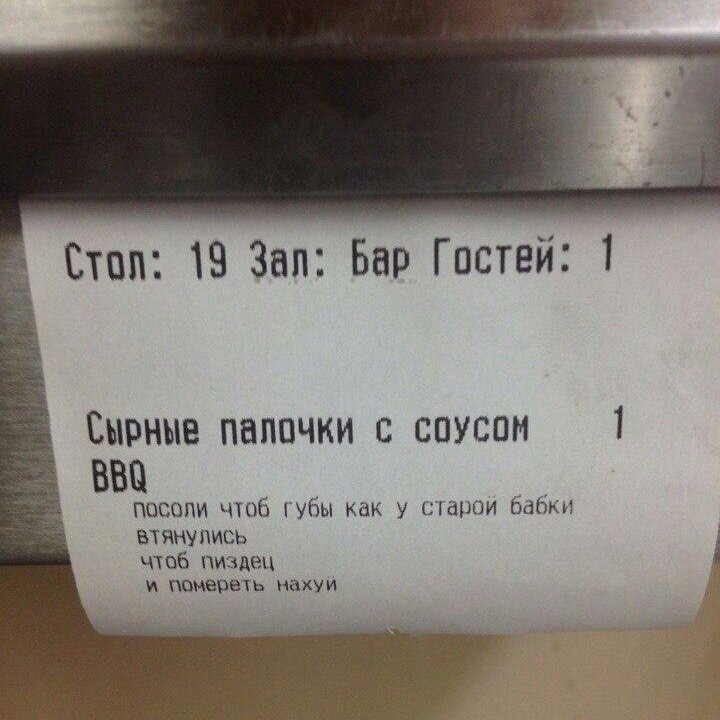 Стол: 19 Зал: Бар Гостей: 1
Сырные палочки с соусом 1
BBQ
посоли чтоб губы как у старой бабки
втянулись
чтоб пиздец
и помереть нахуй